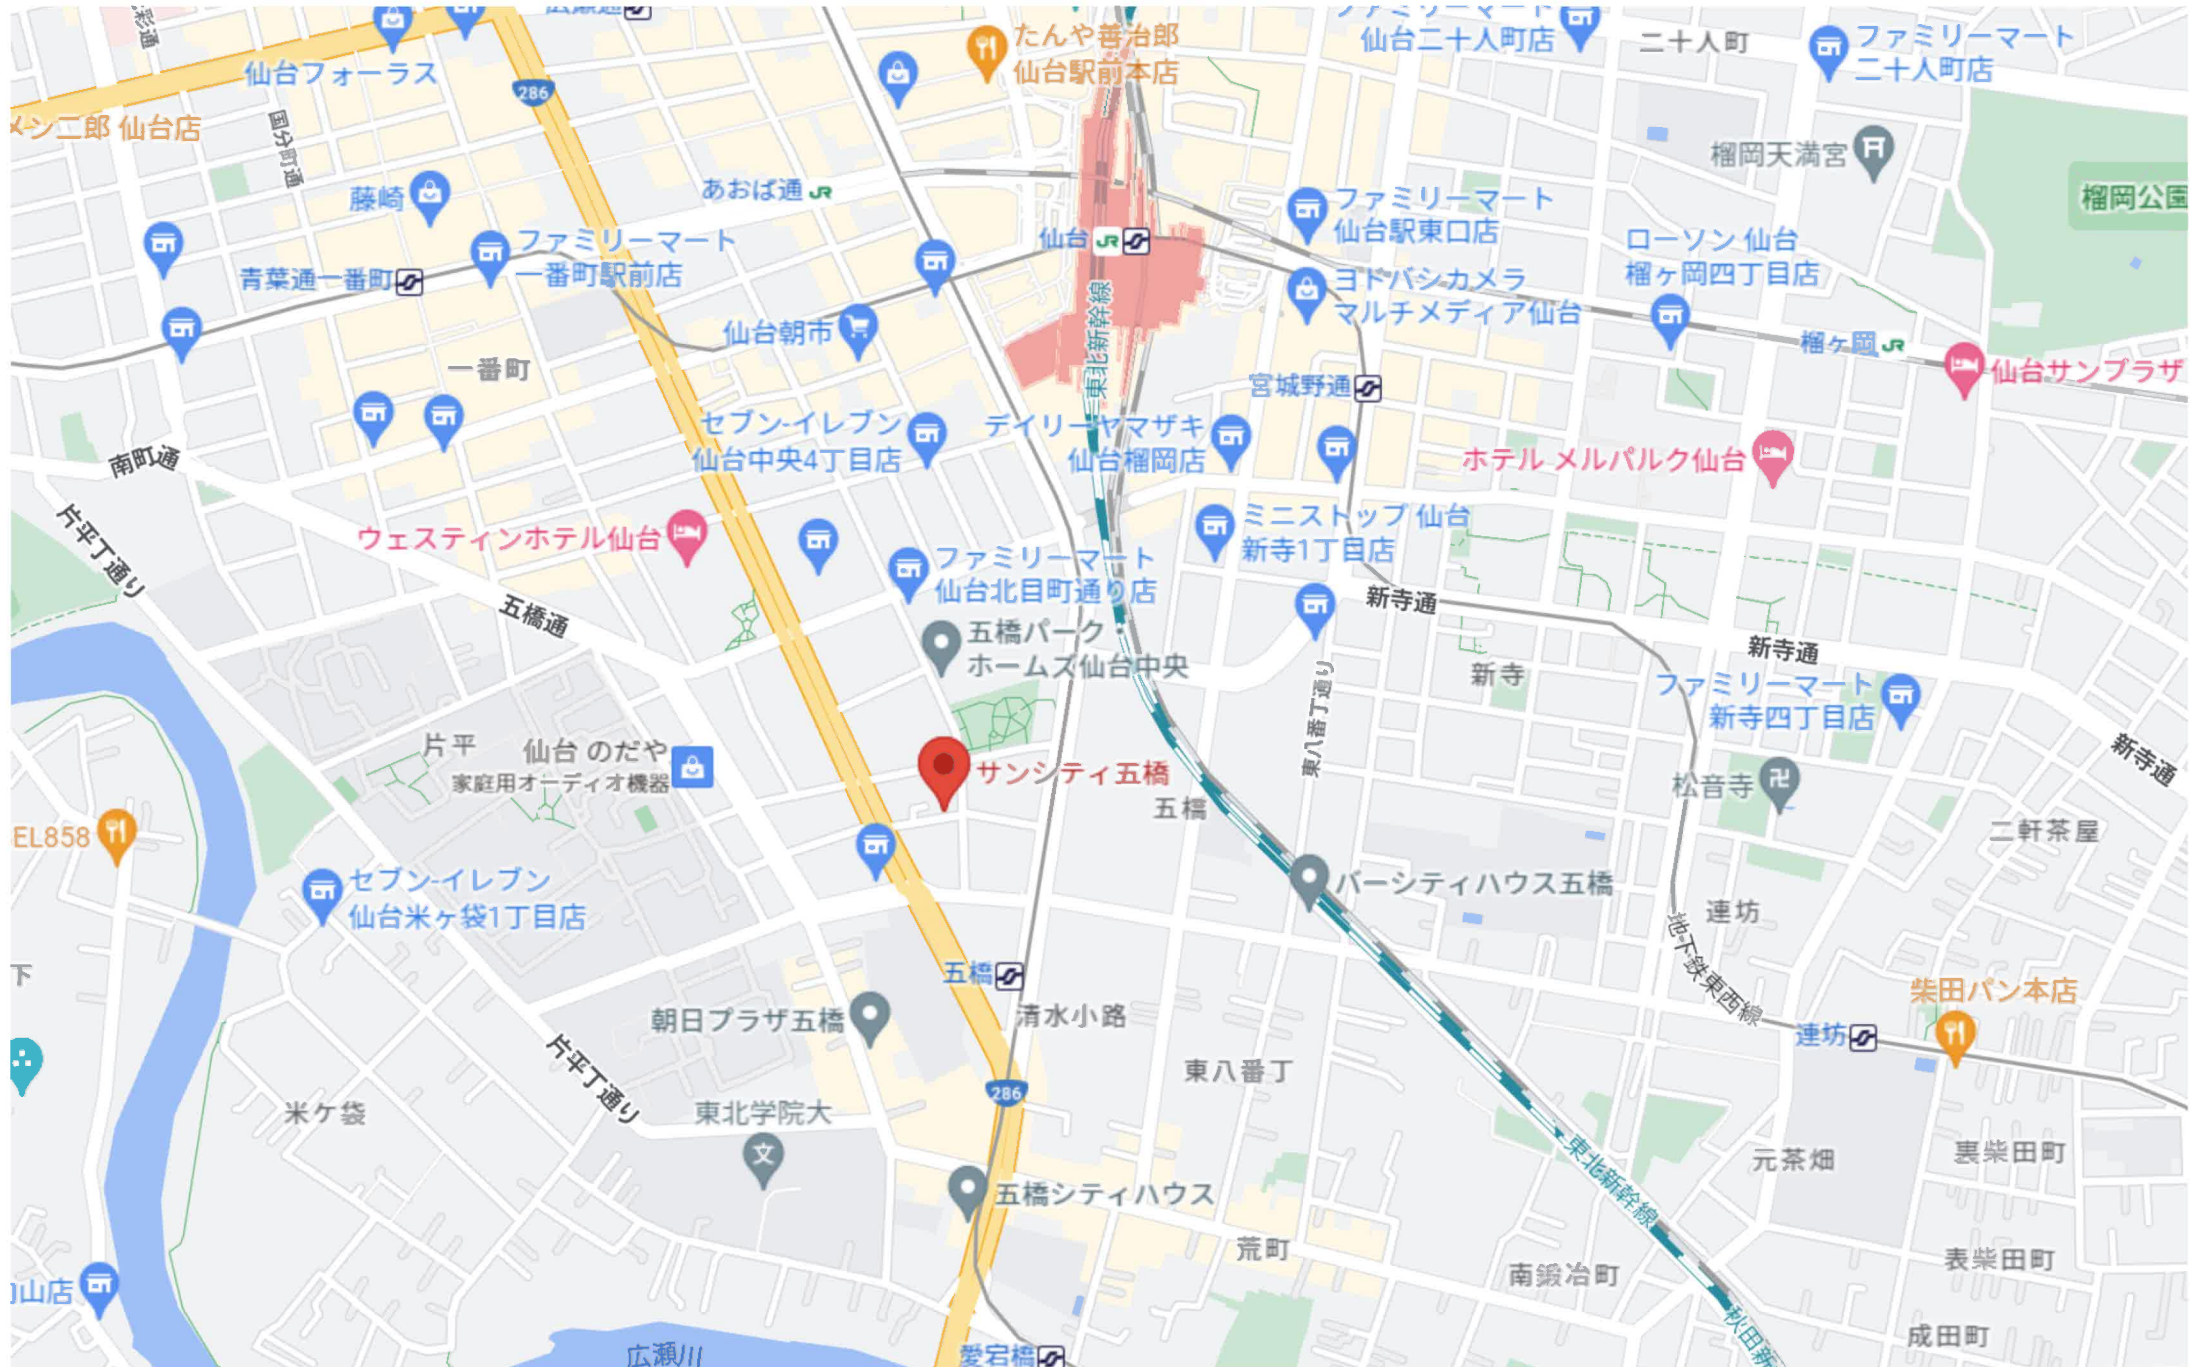 広瀬通
仙台フォーラス
286
たんや善治郎
仙台駅前本店
ファミリーマート
仙台二十人町店
二十人町
ファミリーマート
二十人町店
メン二郎 仙台店
国分町通
榴岡天満宮
榴岡公園
藤崎
あおば通
JR
ファミリーマート
一番町駅前店
青葉通一番町
仙台
JR
ファミリーマート
仙台駅東口店
ローソン 仙台
榴ヶ岡四丁目店
ヨドバシカメラ
マルチメディア仙台
東北新幹線
仙台朝市
一番町
榴ヶ岡
JR
仙台サンプラザ
宮城野通
セブン-イレブン
仙台中央4丁目店
デイリーヤマザキ
仙台榴岡店
ホテル メルパルク仙台
南町通
片平丁通り
ウェスティンホテル仙台
ミニストップ 仙台
新寺1丁目店
ファミリーマート
仙台北目町通り店
五橋通
新寺通
五橋パーク・
ホームズ仙台中央
新寺通
新寺
東八番丁通り
ファミリーマート
新寺四丁目店
新寺通
片平
仙台 のだや
家庭用オーディオ機器
サンシティ五橋
五橋
松音寺
二軒茶屋
EL858
セブン-イレブン
仙台米ヶ袋1丁目店
バーシティハウス五橋
連坊
地下鉄東西線
五橋
清水小路
朝日プラザ五橋
柴田パン本店
連坊
下
片平丁通り
東八番丁
286
米ケ袋
東北学院大
文
東北新幹線
元茶畑
裏柴田町
五橋シティハウス
荒町
南鍛冶町
表柴田町
山店
秋田新
成田町
広瀬川
愛宕橋